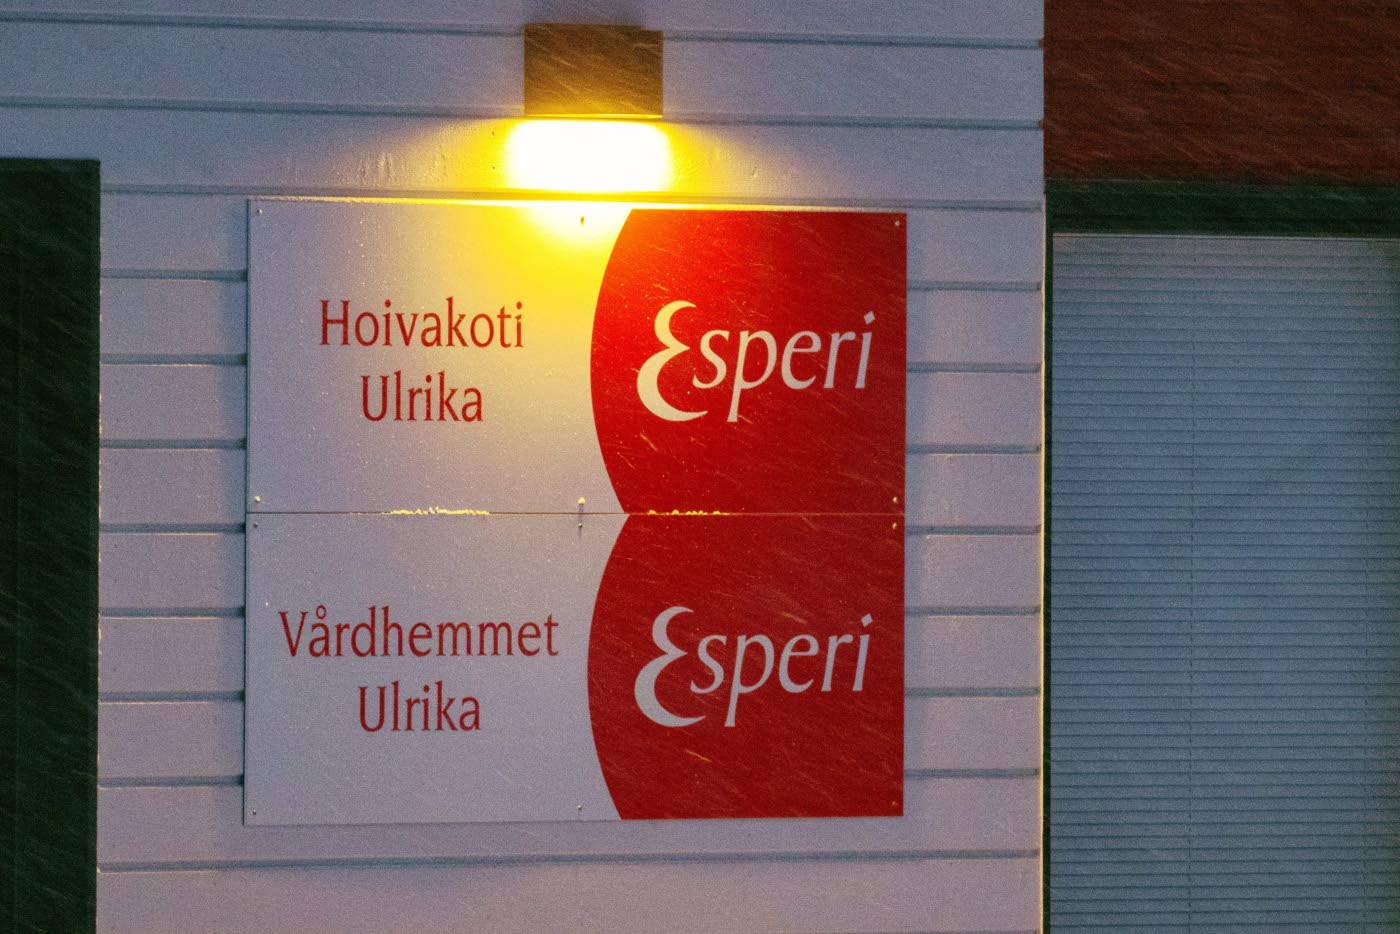 Hoivakoti
Ulrika
Esperi
Vårdhemmet
Ulrika
Esperi